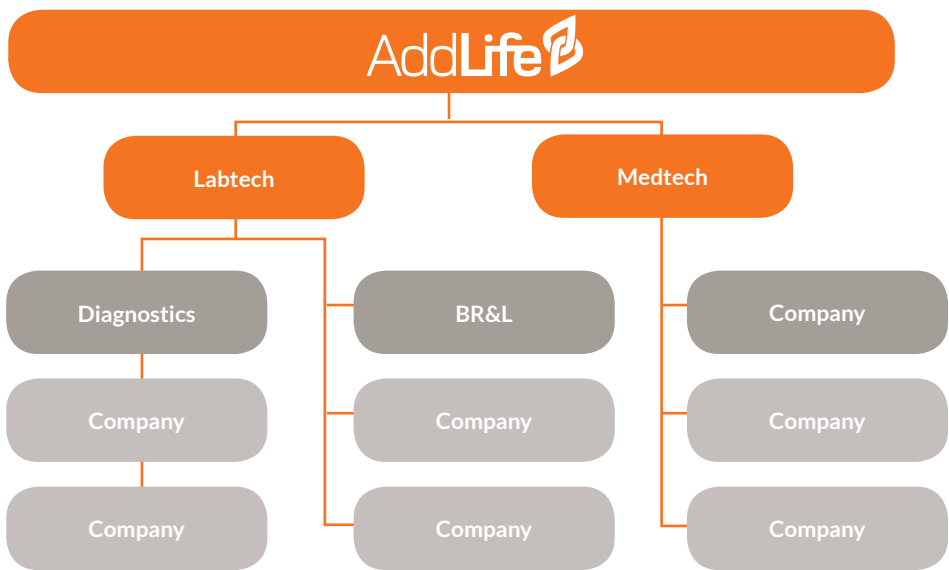 AddLife
Labtech
Medtech
Diagnostics
BR&L
Company
Company
Company
Company
Company
Company
Company